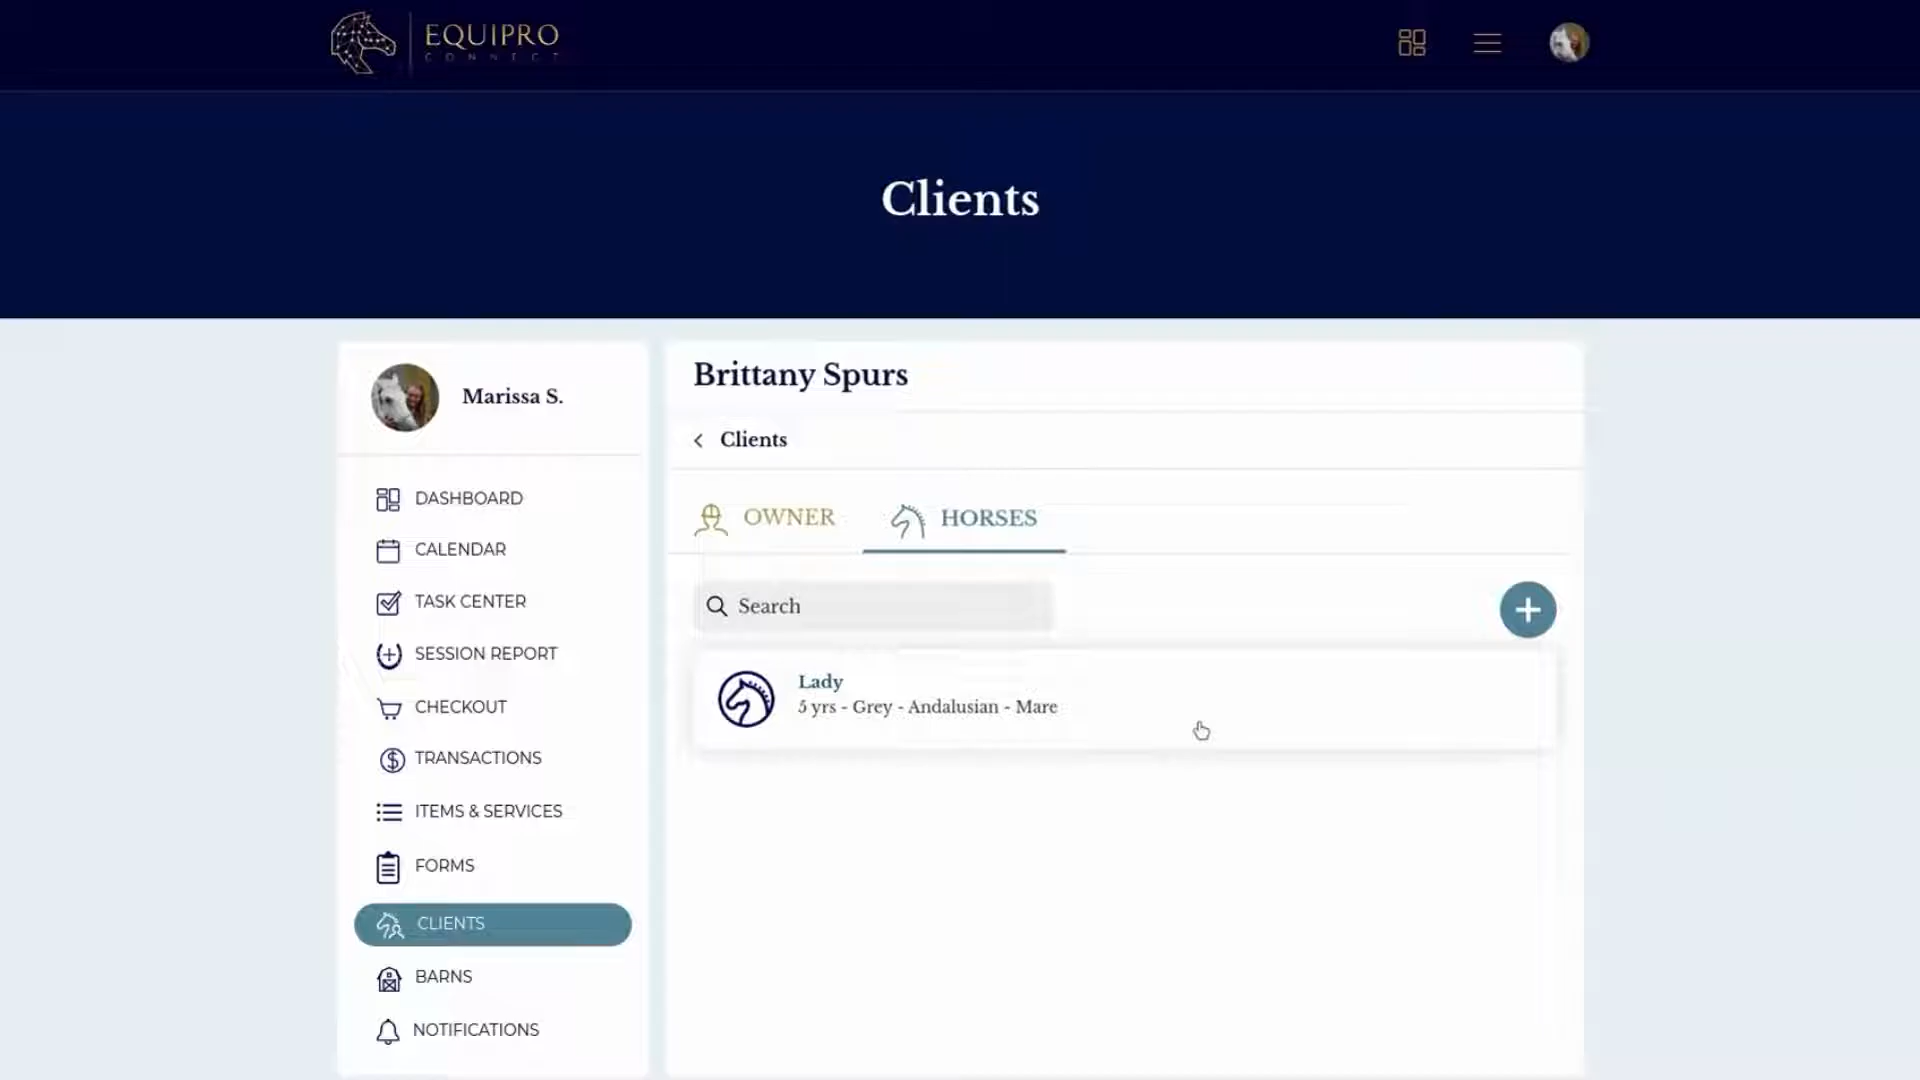 EQUIPRO
CONNECT
Clients
Marissa S.
DASHBOARD
CALENDAR
TASK CENTER
SESSION REPORT
CHECKOUT
TRANSACTIONS
ITEMS & SERVICES
FORMS
CLIENTS
BARNS
NOTIFICATIONS
Brittany Spurs
Clients
OWNER HORSES
Search
Lady
5 yrs - Grey - Andalusian - Mare